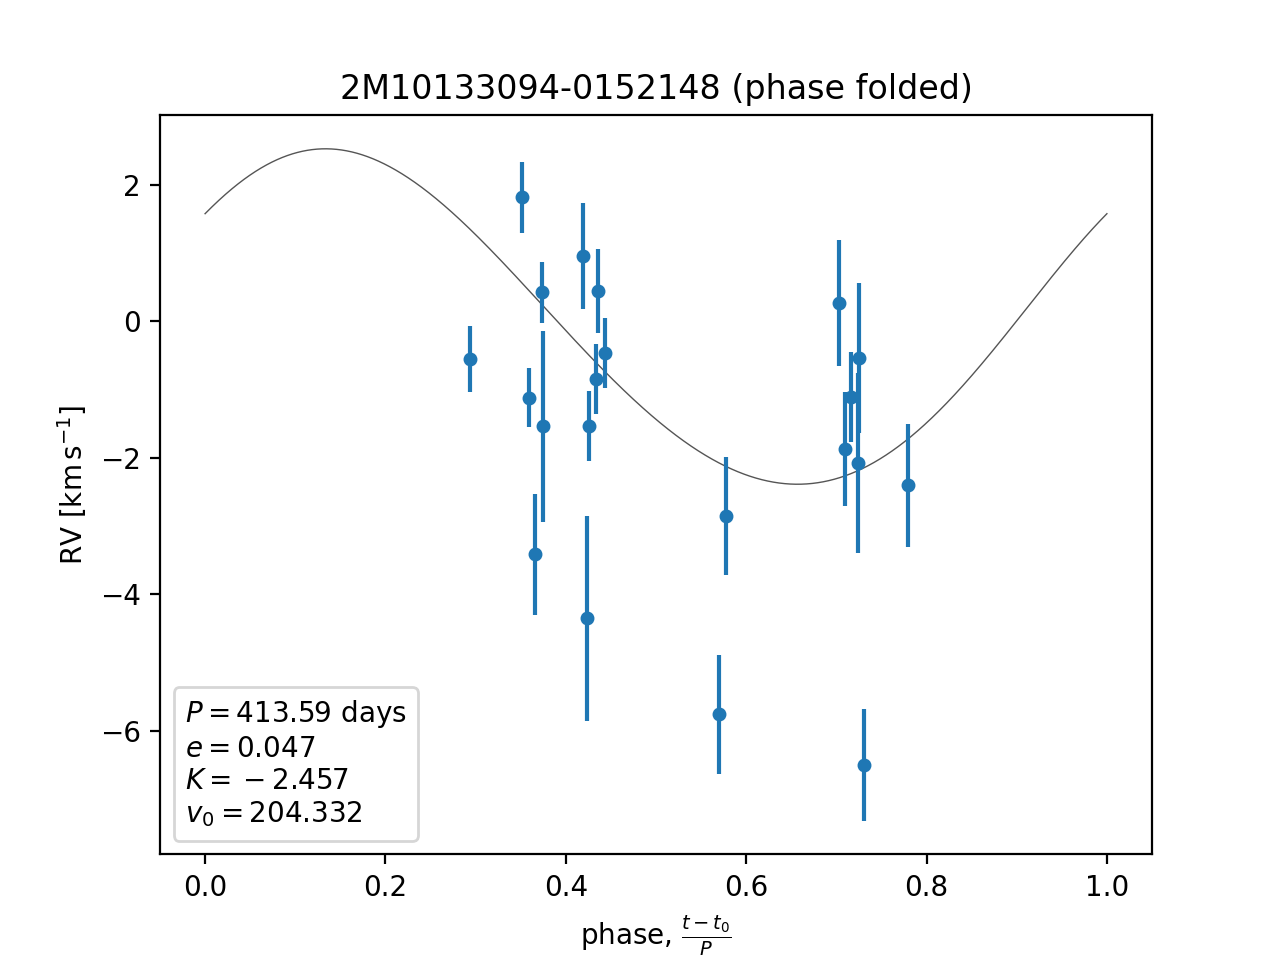 2M10133094-0152148 (phase folded)
RV [km s⁻¹]
2
0
−2
−4
−6
P = 413.59 days
e = 0.047
K = − 2.457
v₀ = 204.332
0.0 0.2 0.4 0.6 0.8 1.0
phase, (t − t₀)/P